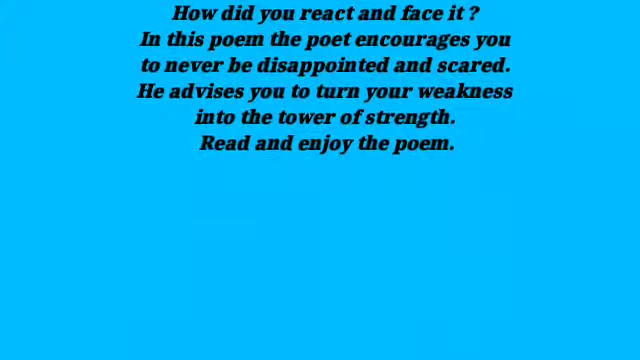 How did you react and face it ?
In this poem the poet encourages you
to never be disappointed and scared.
He advises you to turn your weakness
into the tower of strength.
Read and enjoy the poem.